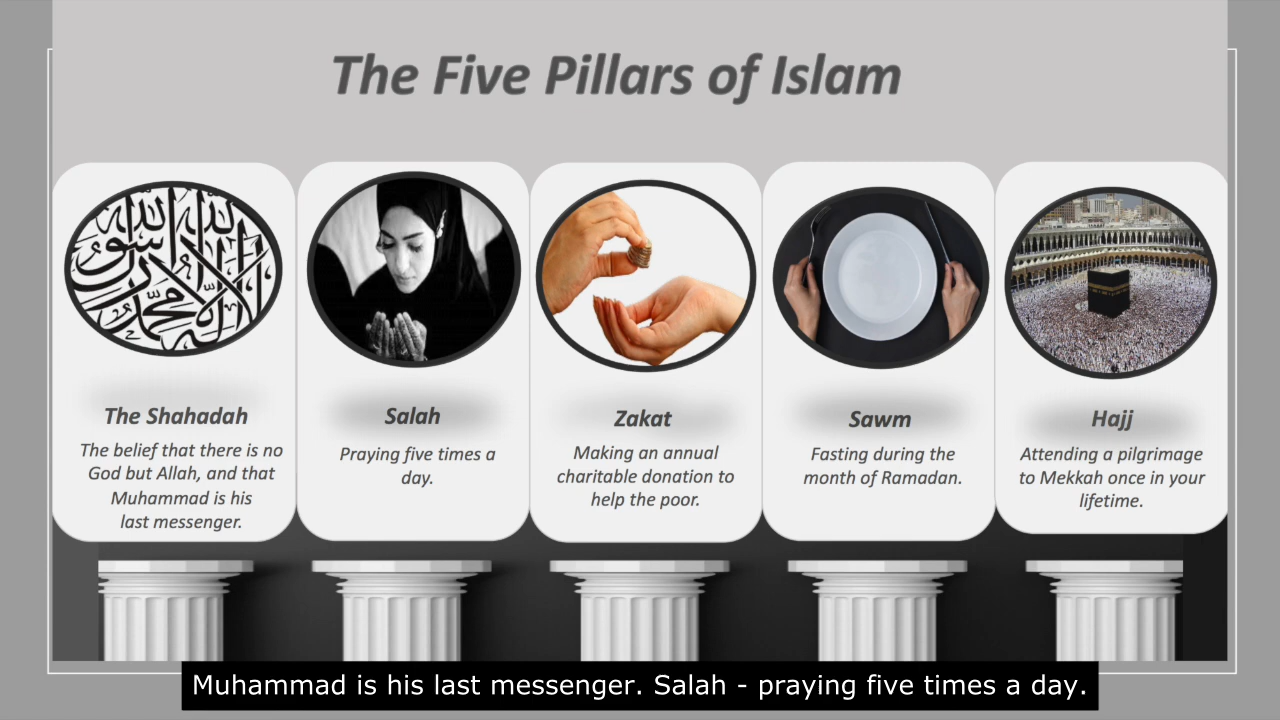 The Five Pillars of Islam
The Shahadah
The belief that there is no
God but Allah, and that
Muhammad is his
last messenger.
Salah
Praying five times a
day.
Zakat
Making an annual
charitable donation to
help the poor.
Sawm
Fasting during the
month of Ramadan.
Hajj
Attending a pilgrimage
to Mekkah once in your
lifetime.
Muhammad is his last messenger. Salah - praying five times a day.